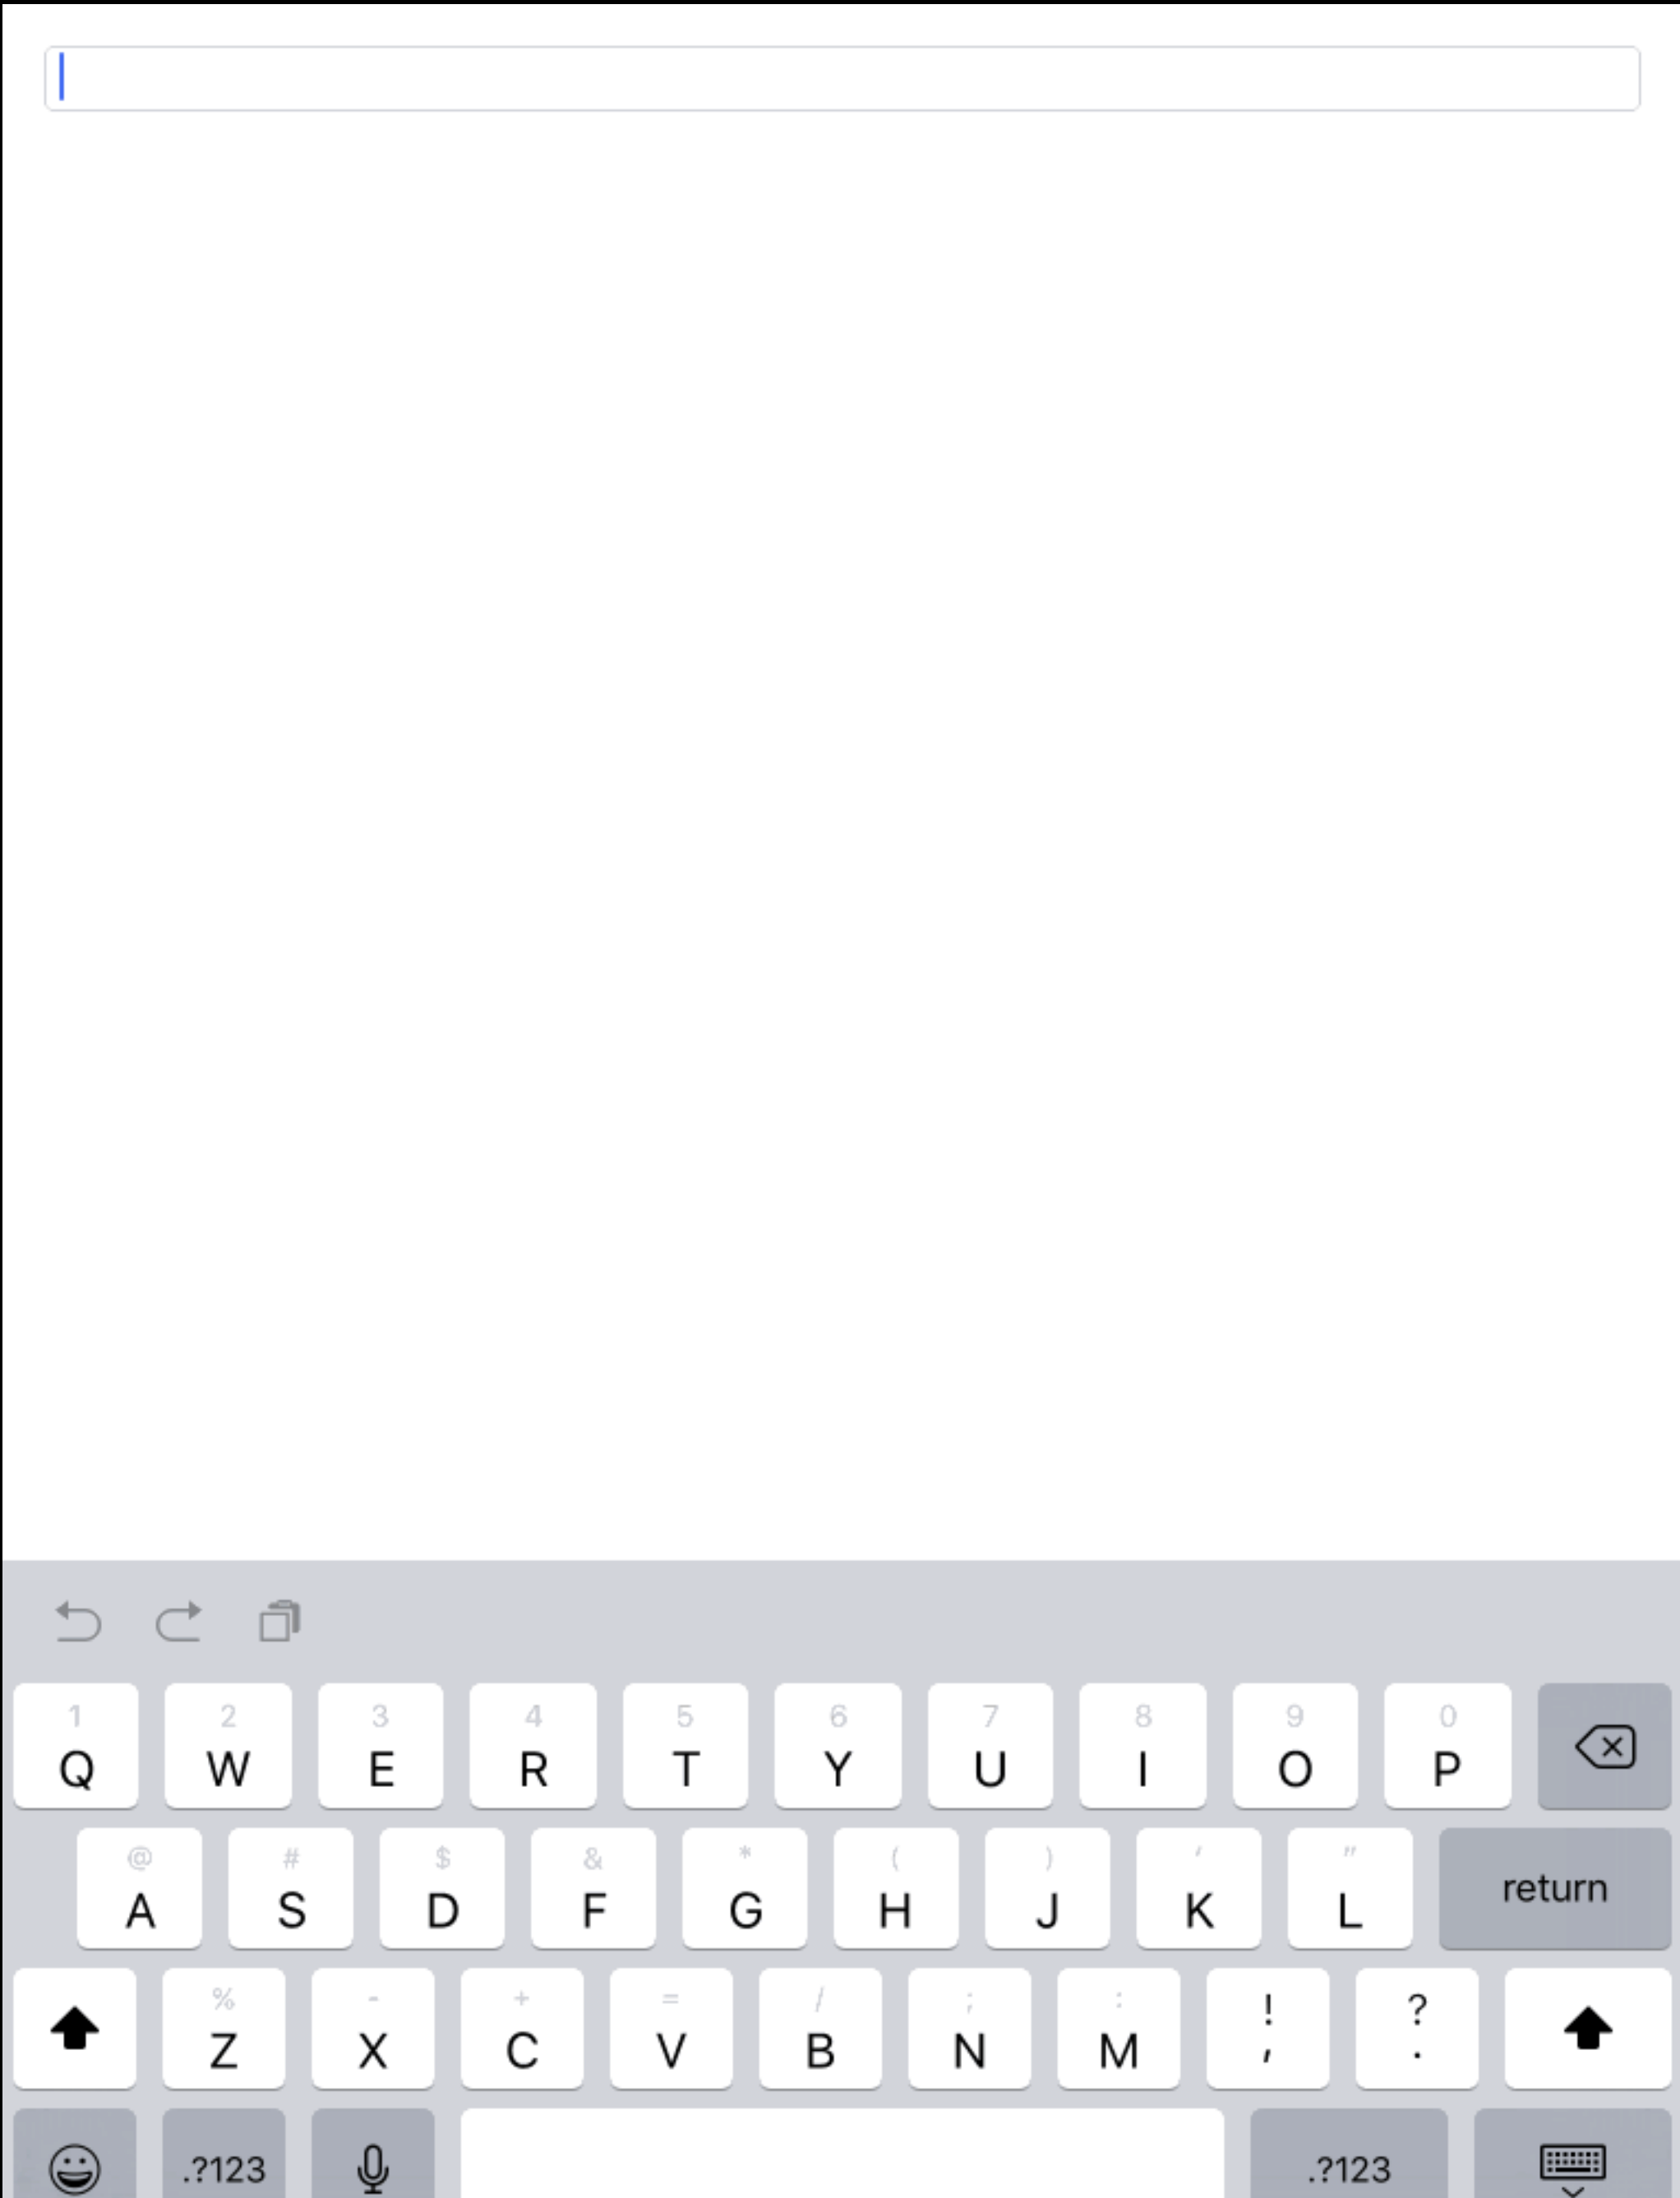 1 2 3 4 5 6 7 8 9 0
Q W E R T Y U I O P
@ # $ & * ( ) ' "
A S D F G H J K L return
% - + = / ; : ! ?
Z X C V B N M , .
.?123 .?123